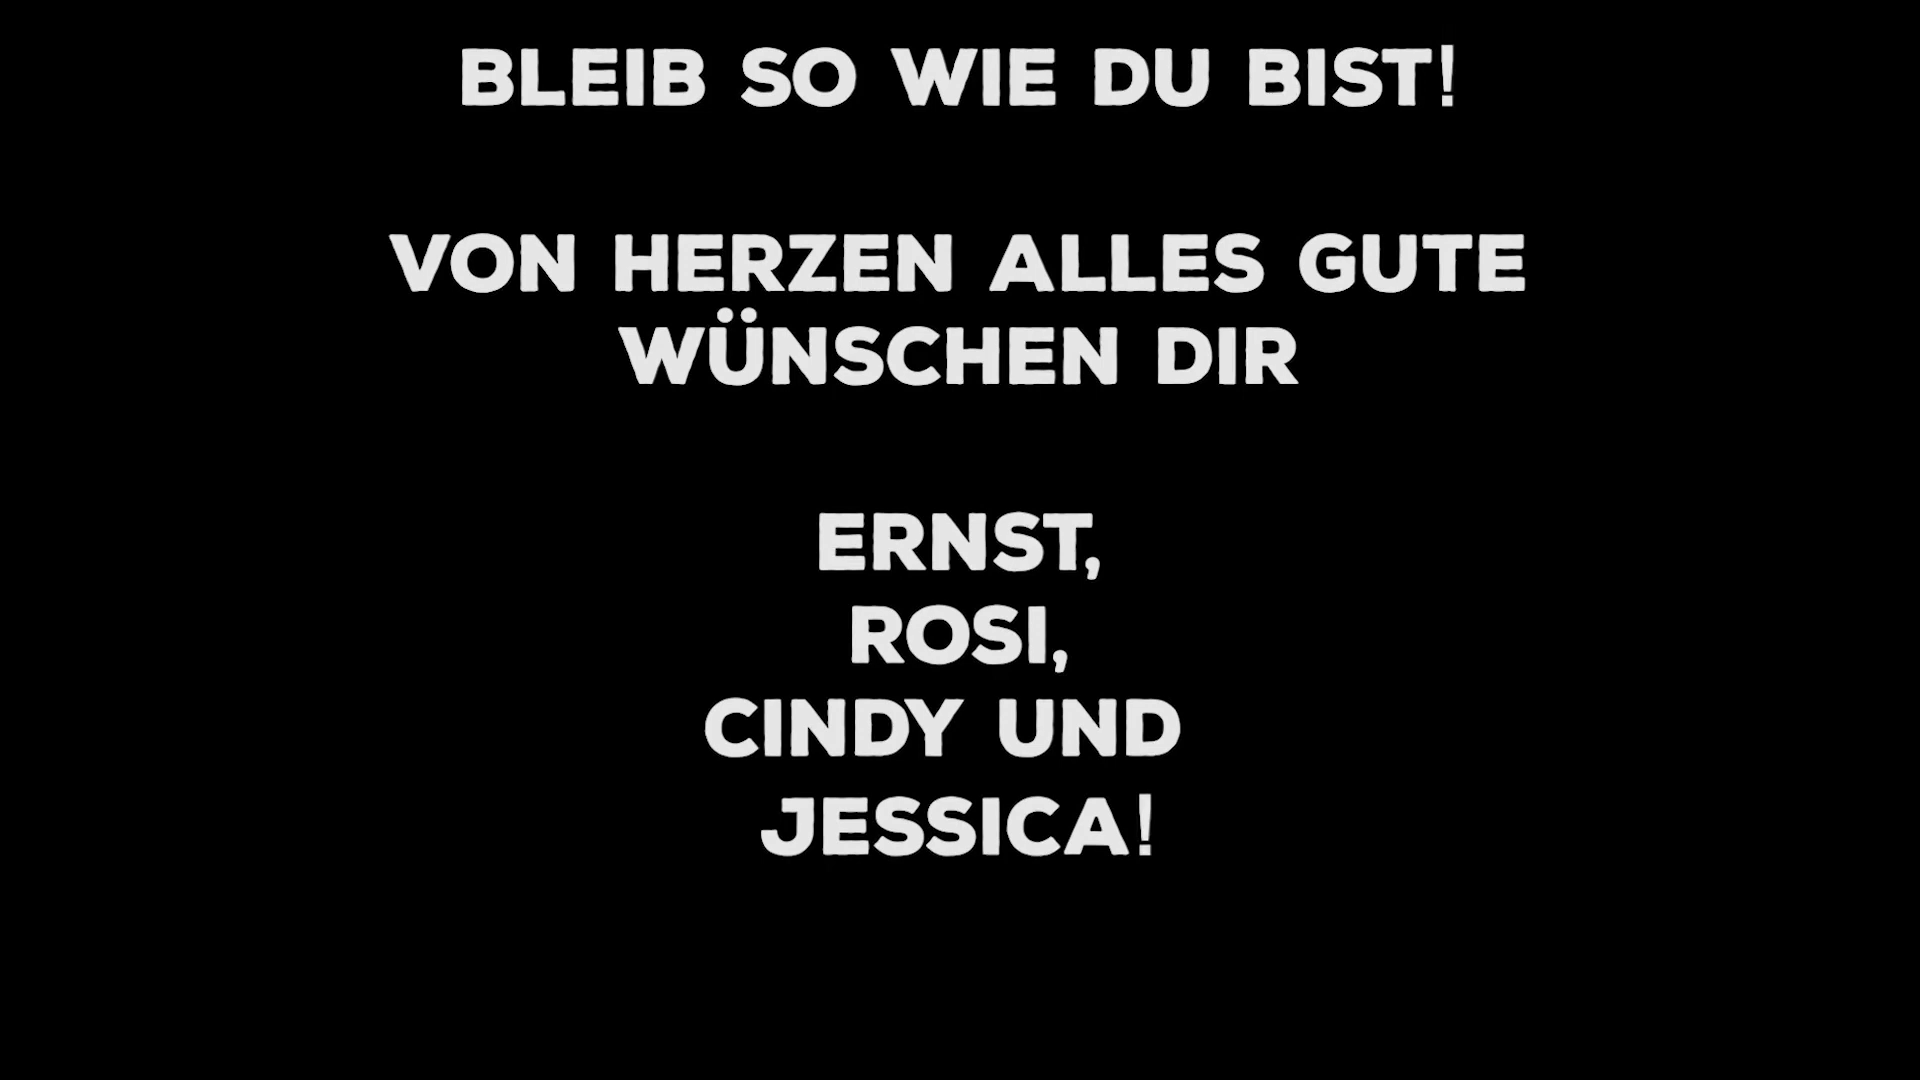 BLEIB SO WIE DU BIST!
VON HERZEN ALLES GUTE
WÜNSCHEN DIR
ERNST,
ROSI,
CINDY UND
JESSICA!